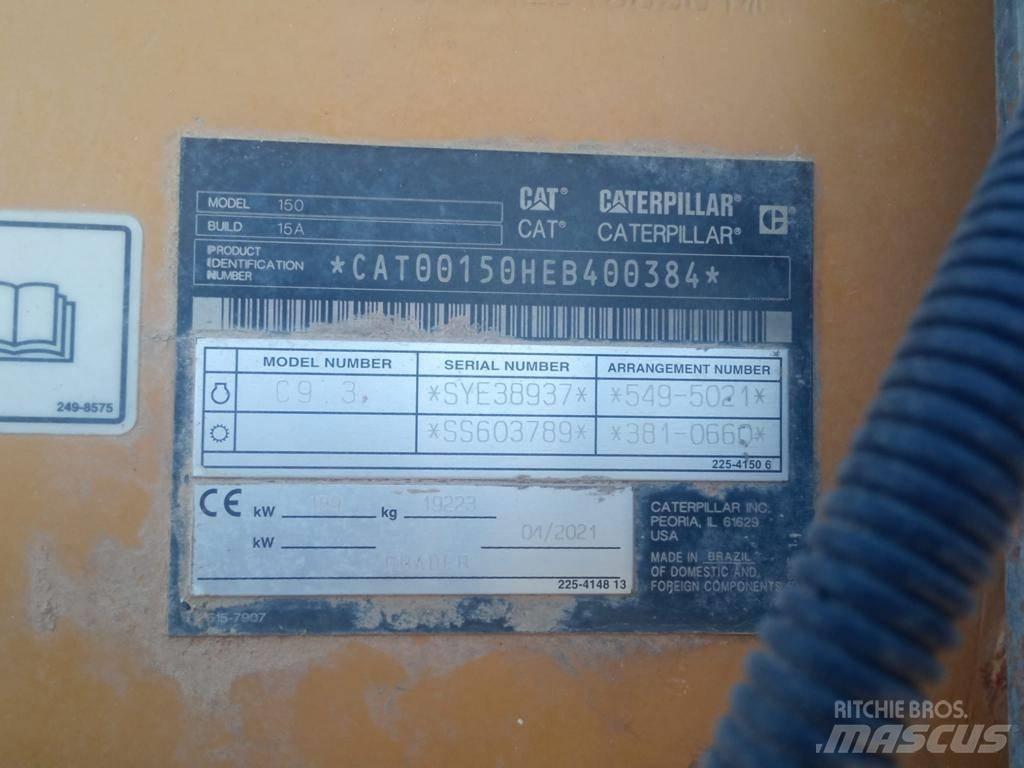 MODEL 150
BUILD 15A
CAT® CATERPILLAR®
CAT® CATERPILLAR®
PRODUCT
IDENTIFICATION
NUMBER
*CAT00150HEB400384*
MODEL NUMBER SERIAL NUMBER ARRANGEMENT NUMBER
C9.3 *SYE38937* *549-5021*
*SS603789* *381-0660*
225-4150 6
CE kW 189 kg 19223
kW 04/2021
GRADER
225-4148 13
CATERPILLAR INC.
PEORIA, IL 61629
USA
MADE IN BRAZIL
OF DOMESTIC AND
FOREIGN COMPONENTS
515-7907
249-8575
RITCHIE BROS.
MASCUS